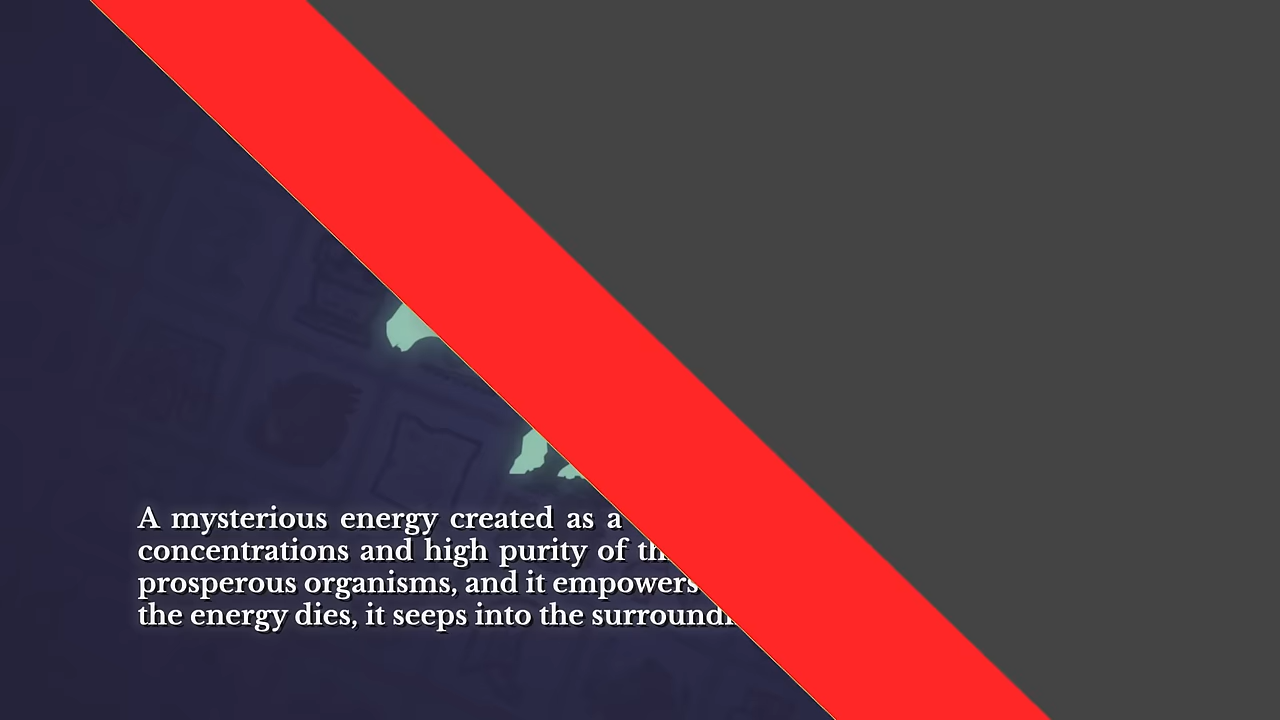 A mysterious energy created as a
concentrations and high purity of
prosperous organisms, and it empowers
the energy dies, it seeps into the